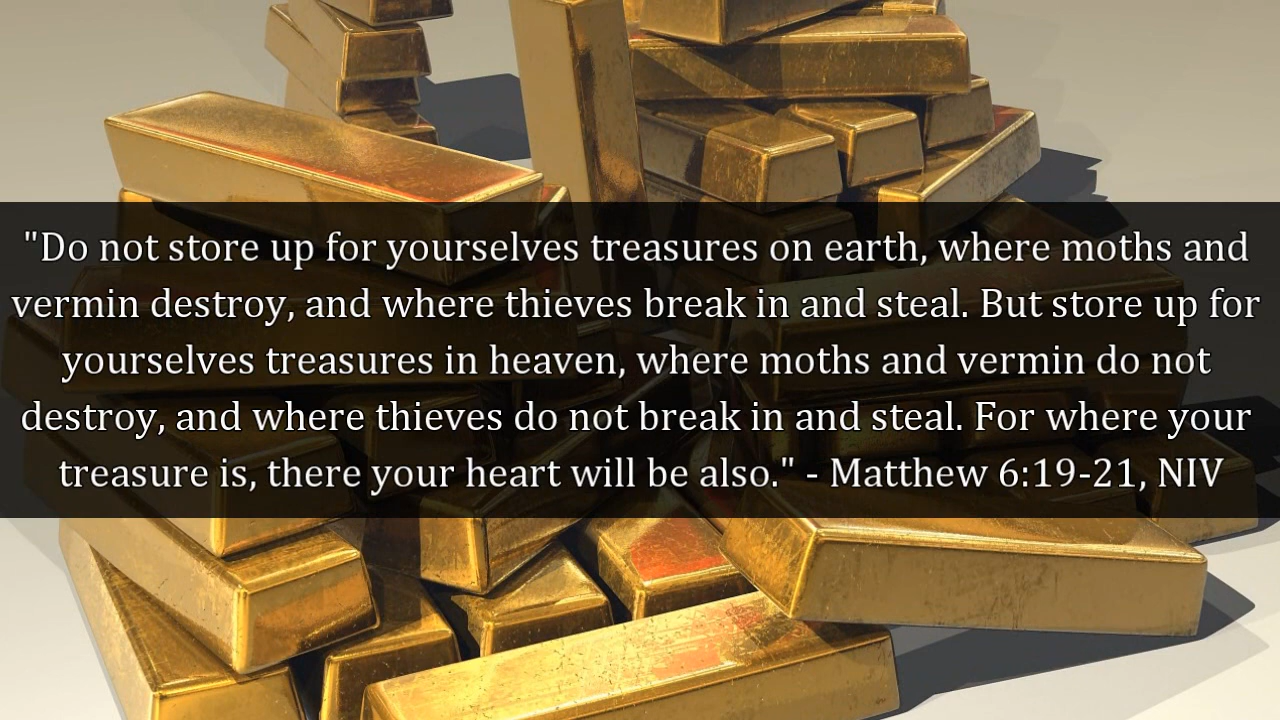 "Do not store up for yourselves treasures on earth, where moths and
vermin destroy, and where thieves break in and steal. But store up for
yourselves treasures in heaven, where moths and vermin do not
destroy, and where thieves do not break in and steal. For where your
treasure is, there your heart will be also." - Matthew 6:19-21, NIV